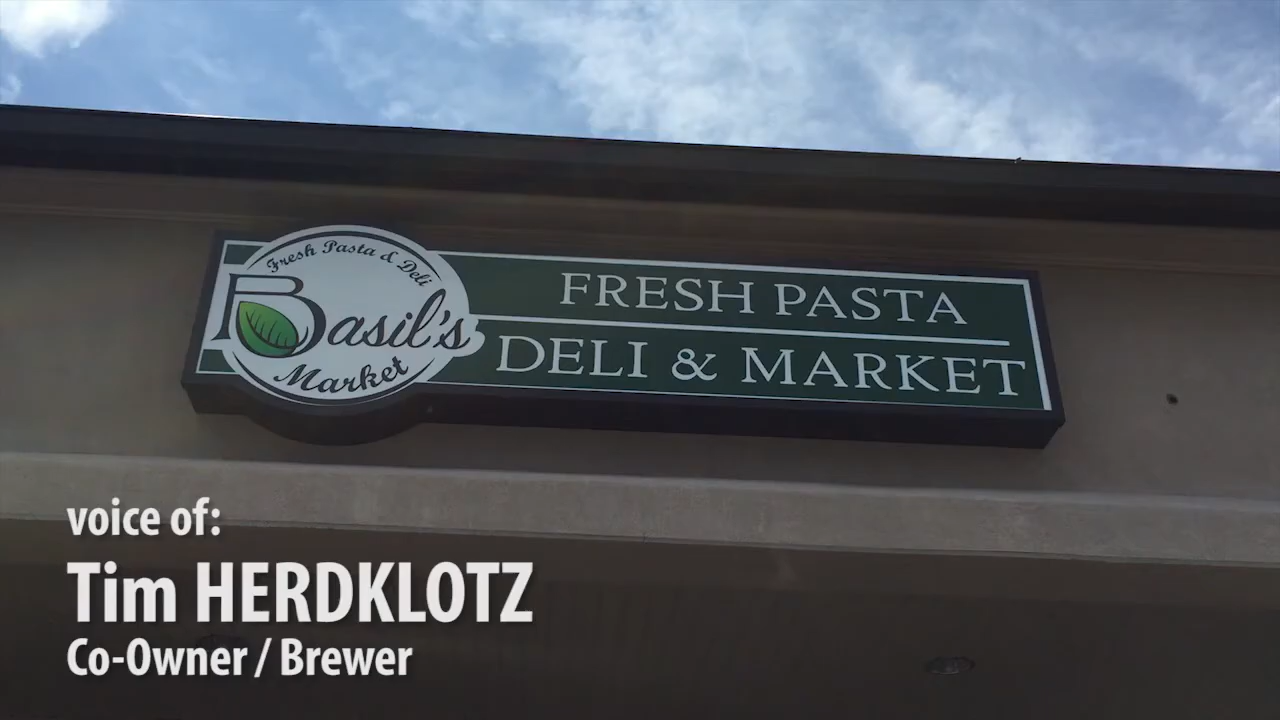 Fresh Pasta & Deli
Basil's
Market
FRESH PASTA
DELI & MARKET
voice of:
Tim HERDKLOTZ
Co-Owner / Brewer